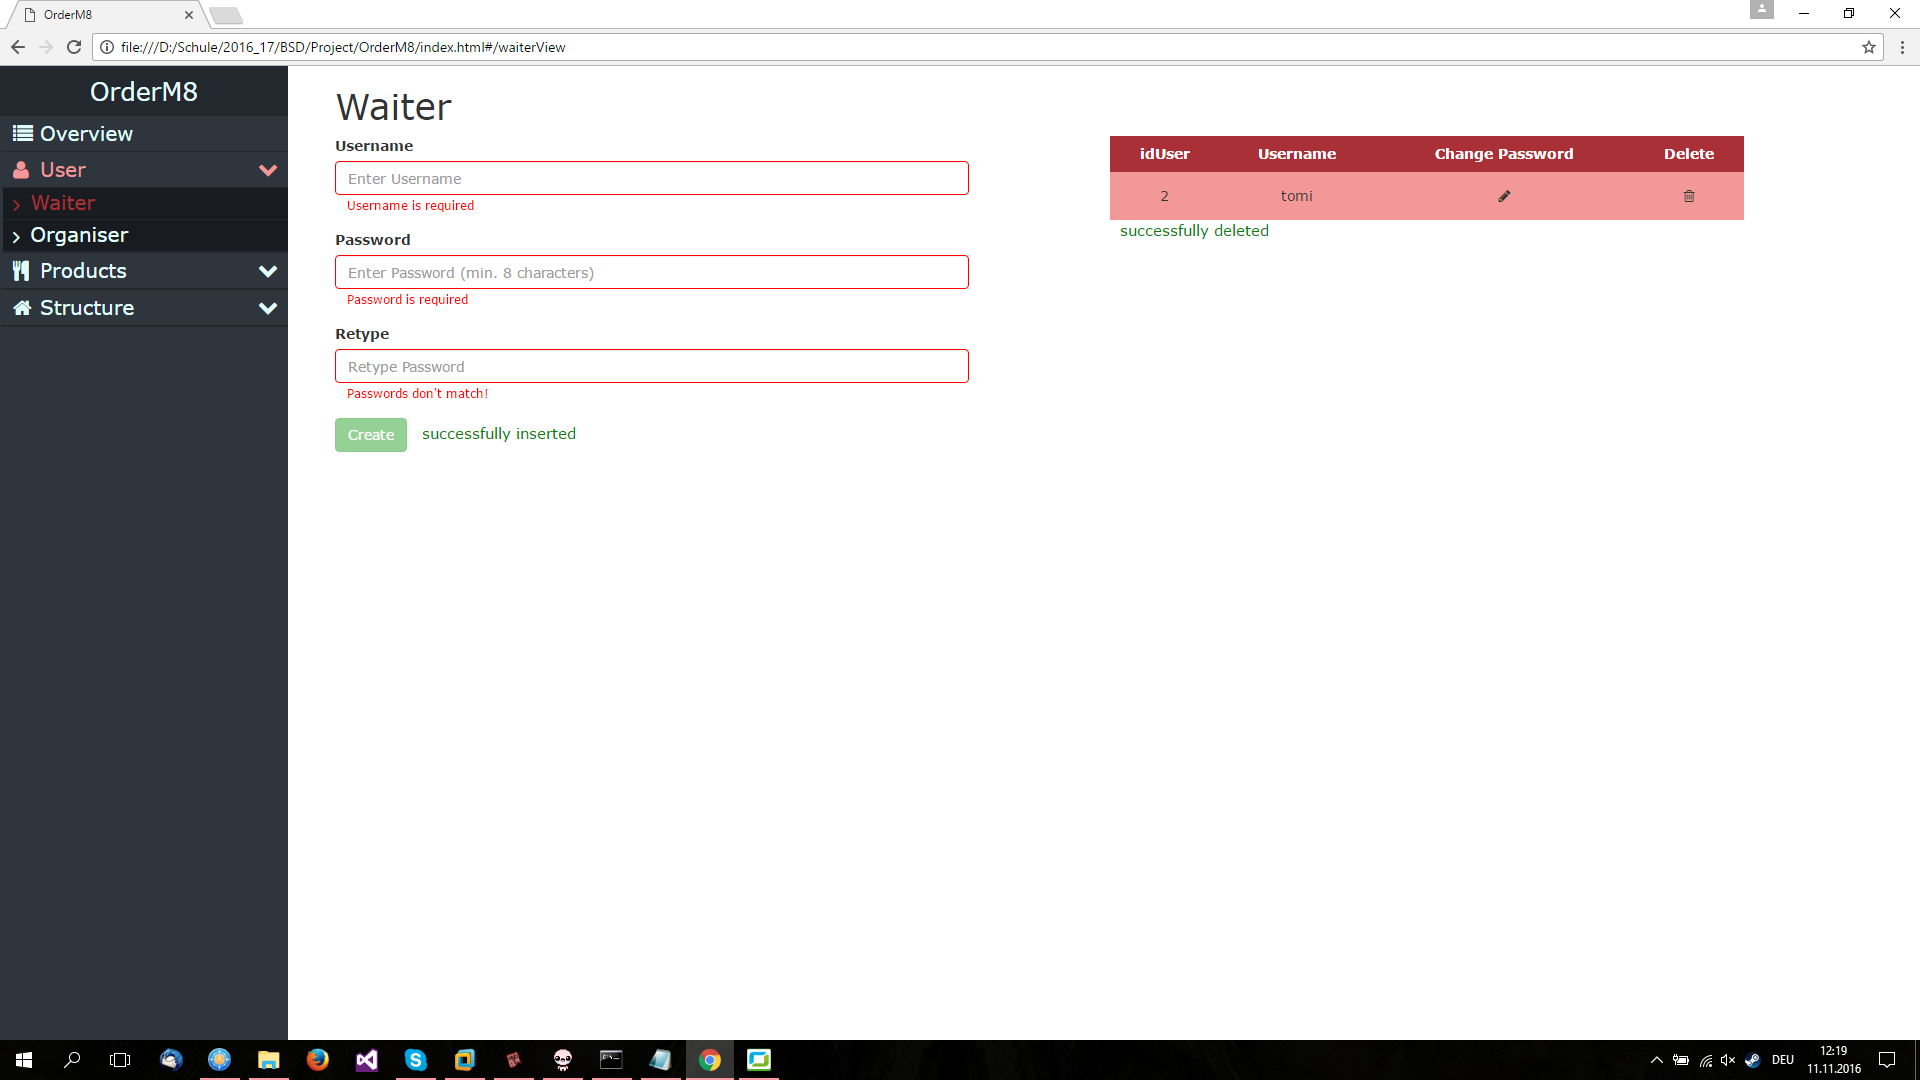 OrderM8
file:///D:/Schule/2016_17/BSD/Project/OrderM8/index.html#/waiterView
OrderM8
Overview
User
Waiter
Organiser
Products
Structure
Waiter
Username
Enter Username
Username is required
Password
Enter Password (min. 8 characters)
Password is required
Retype
Retype Password
Passwords don't match!
Create successfully inserted
idUser Username Change Password Delete
2 tomi
successfully deleted
DEU
12:19
11.11.2016